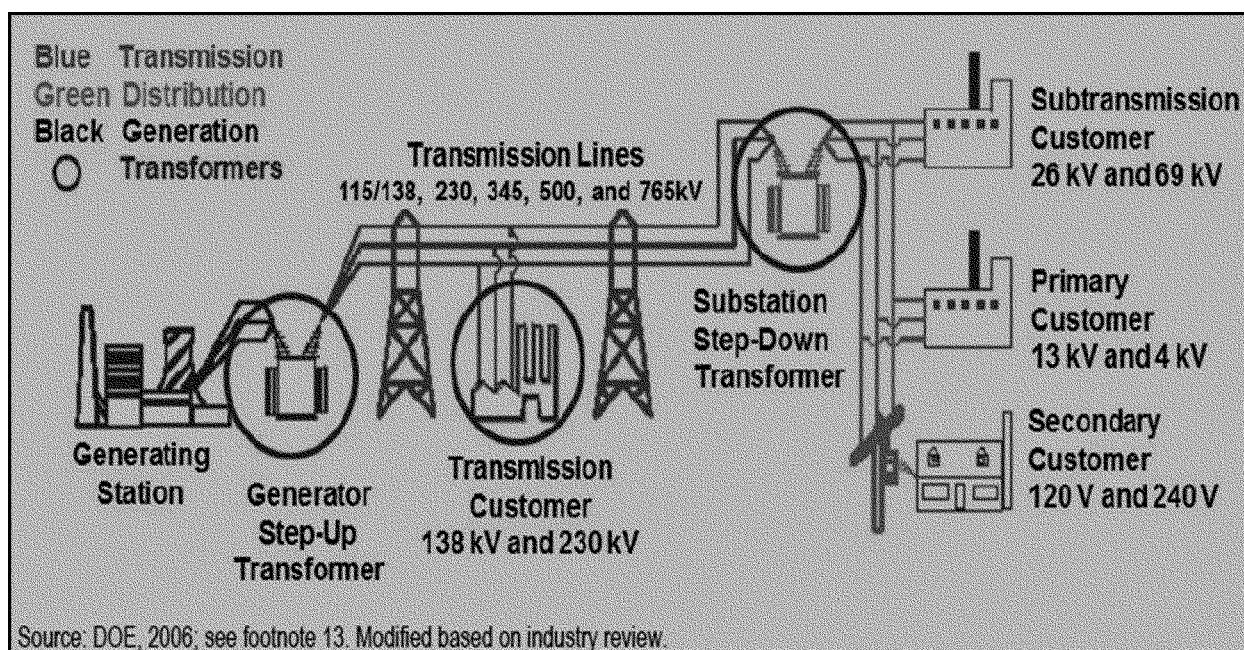 Blue Transmission
Green Distribution
Black Generation
Transformers
Transmission Lines
115/138, 230, 345, 500, and 765kV
Subtransmission
Customer
26 kV and 69 kV
Substation
Step-Down
Transformer
Primary
Customer
13 kV and 4 kV
Generating
Station
Generator
Step-Up
Transformer
Transmission
Customer
138 kV and 230 kV
Secondary
Customer
120 V and 240 V
Source: DOE, 2006; see footnote 13. Modified based on industry review.